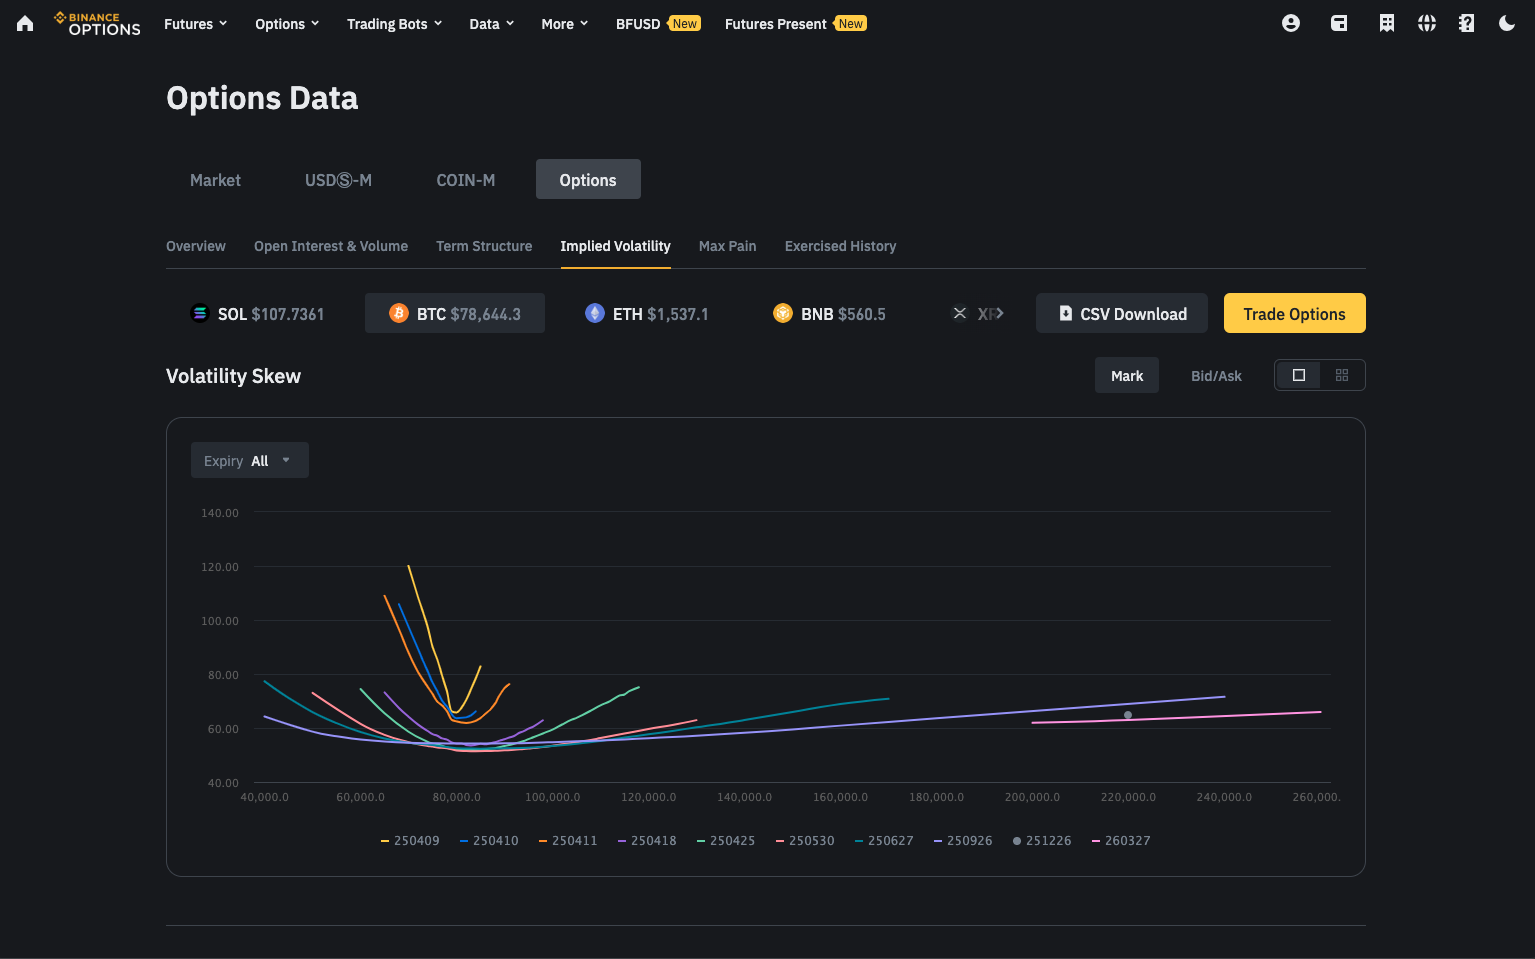 BINANCE
OPTIONS
Futures Options Trading Bots Data More BFUSD New Futures Present New
Options Data
Market USDⓈ-M COIN-M Options
Overview Open Interest & Volume Term Structure Implied Volatility Max Pain Exercised History
SOL $107.7361 BTC $78,644.3 ETH $1,537.1 BNB $560.5 CSV Download Trade Options
Volatility Skew Mark Bid/Ask
Expiry All
140.00
120.00
100.00
80.00
60.00
40.00
40,000.0 60,000.0 80,000.0 100,000.0 120,000.0 140,000.0 160,000.0 180,000.0 200,000.0 220,000.0 240,000.0 260,000.
250409 250410 250411 250418 250425 250530 250627 250926 251226 260327